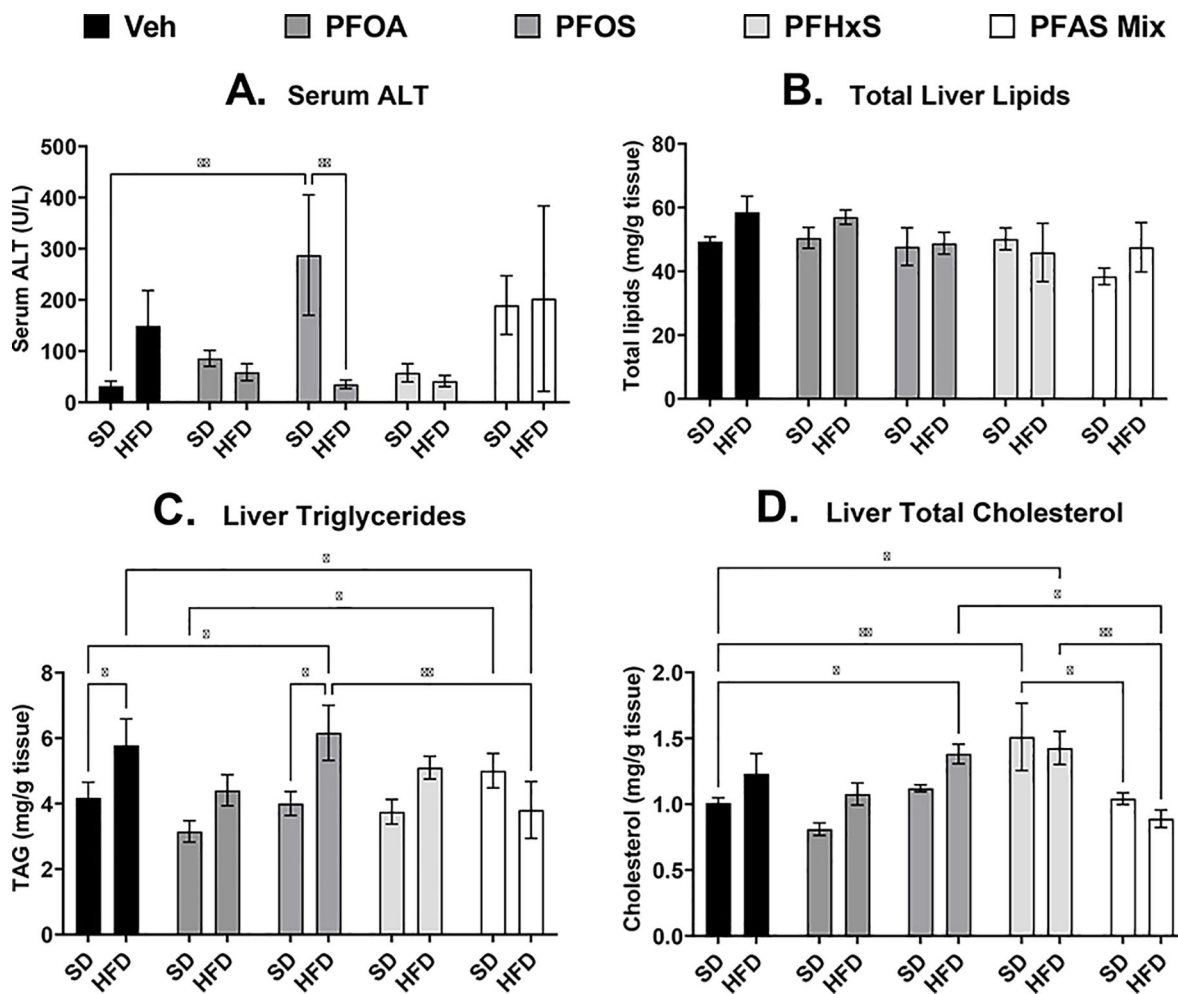 Veh PFOA PFOS PFHxS PFAS Mix
A. Serum ALT
500
400
300
200
100
0
Serum ALT (U/L)
SD HFD SD HFD SD HFD SD HFD SD HFD
B. Total Liver Lipids
80
60
40
20
0
Total lipids (mg/g tissue)
SD HFD SD HFD SD HFD SD HFD SD HFD
C. Liver Triglycerides
8
6
4
2
0
TAG (mg/g tissue)
SD HFD SD HFD SD HFD SD HFD SD HFD
D. Liver Total Cholesterol
2.0
1.5
1.0
0.5
0.0
Cholesterol (mg/g tissue)
SD HFD SD HFD SD HFD SD HFD SD HFD